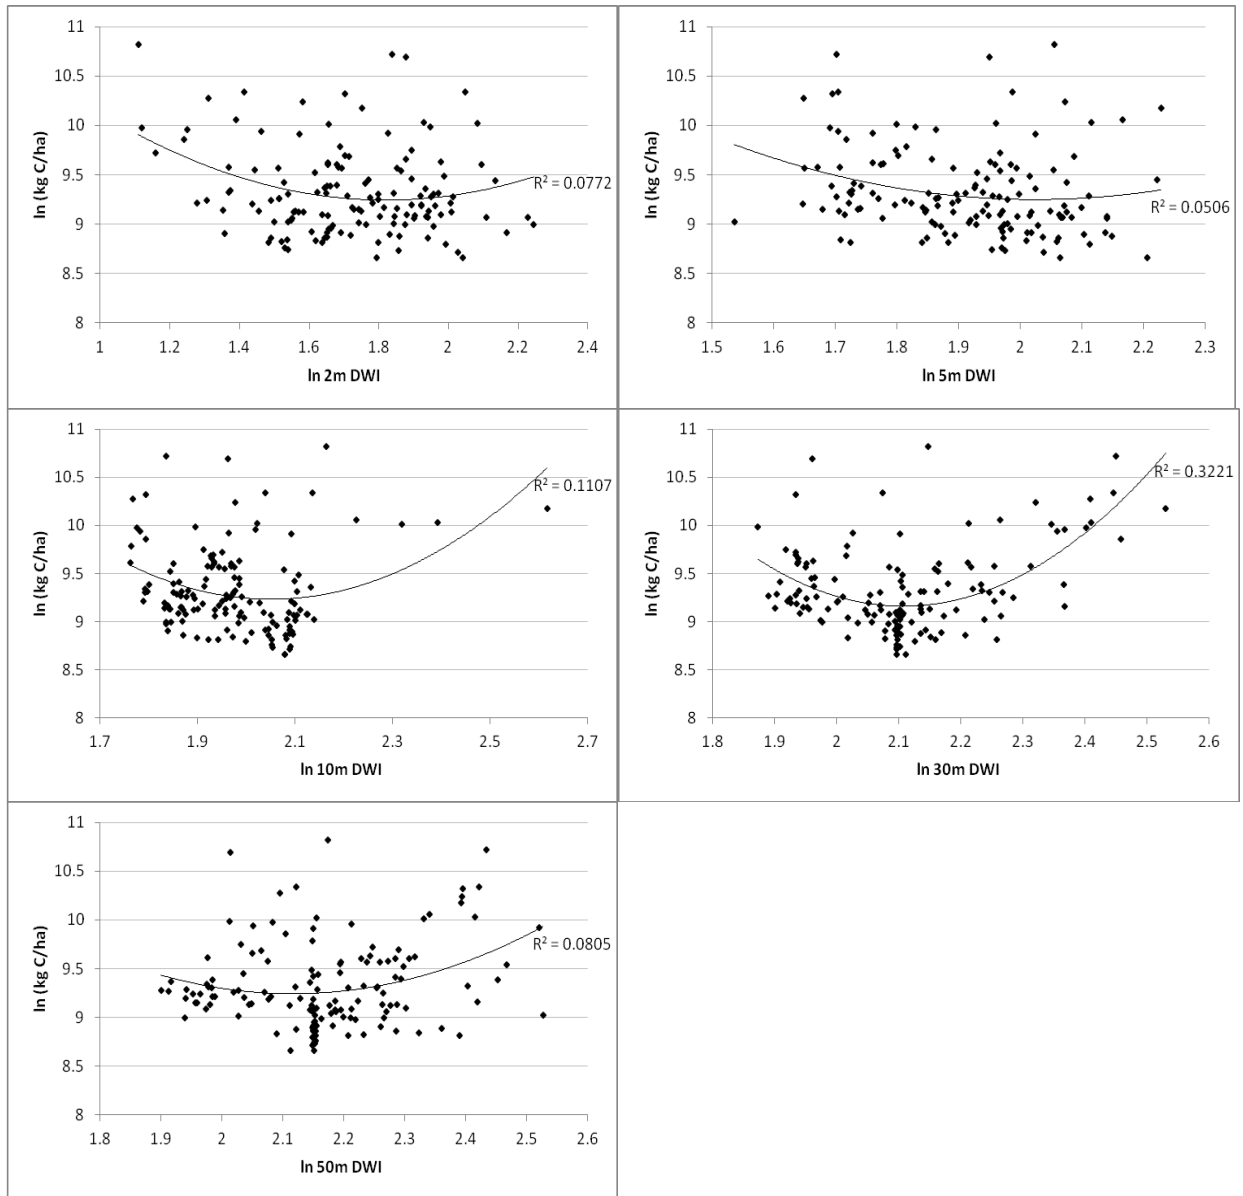 11
10.5
10
9.5
9
8.5
8
ln (kg C/ha)
R² = 0.0772
1 1.2 1.4 1.6 1.8 2 2.2 2.4
ln 2m DWI
11
10.5
10
9.5
9
8.5
8
ln (kg C/ha)
R² = 0.0506
1.5 1.6 1.7 1.8 1.9 2 2.1 2.2 2.3
ln 5m DWI
11
10.5
10
9.5
9
8.5
8
ln (kg C/ha)
R² = 0.1107
1.7 1.9 2.1 2.3 2.5 2.7
ln 10m DWI
11
10.5
10
9.5
9
8.5
8
ln (kg C/ha)
R² = 0.3221
1.8 1.9 2 2.1 2.2 2.3 2.4 2.5 2.6
ln 30m DWI
11
10.5
10
9.5
9
8.5
8
ln (kg C/ha)
R² = 0.0805
1.8 1.9 2 2.1 2.2 2.3 2.4 2.5 2.6
ln 50m DWI